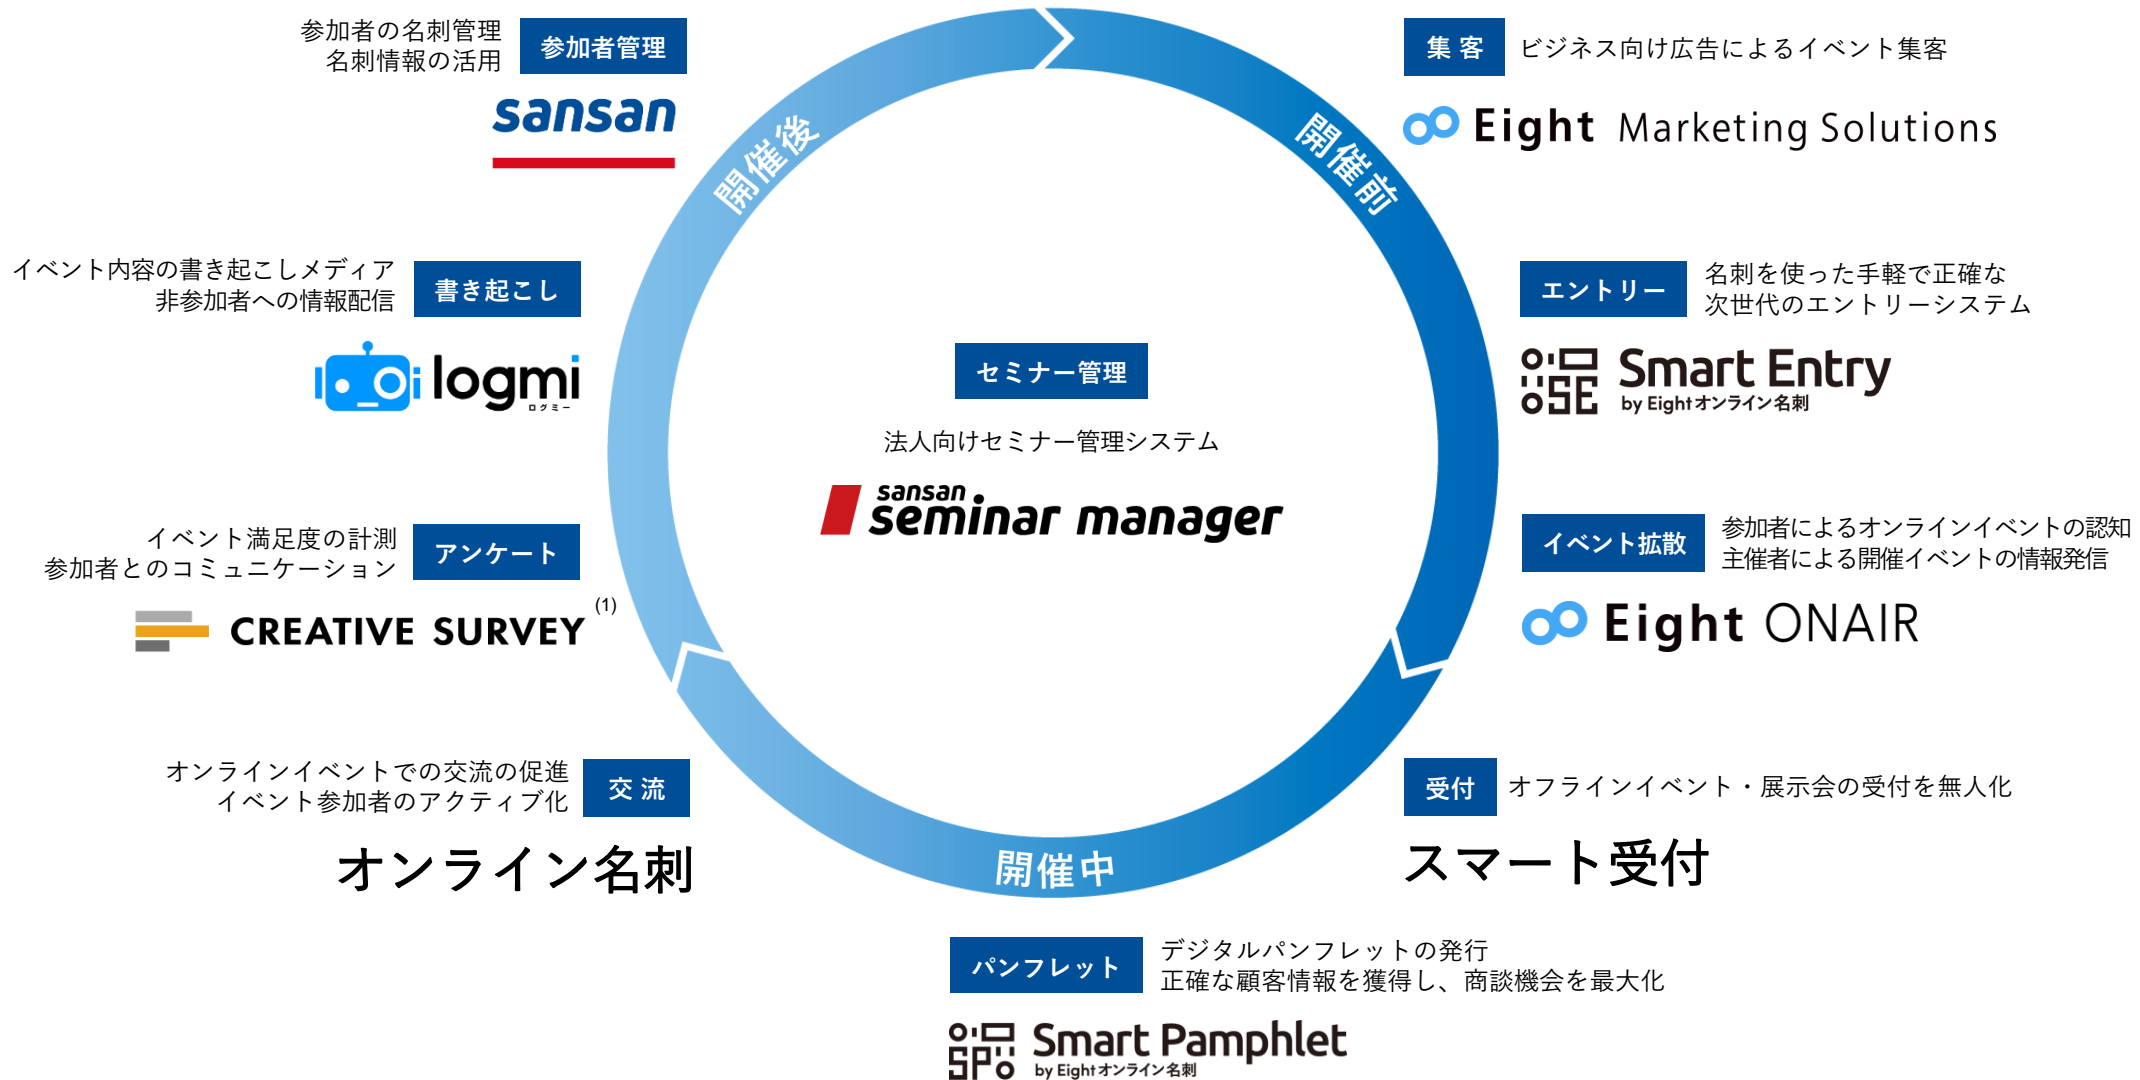 参加者の名刺管理
名刺情報の活用
参加者管理
sansan
集 客
ビジネス向け広告によるイベント集客
Eight Marketing Solutions
開催後
開催前
イベント内容の書き起こしメディア
非参加者への情報配信
書き起こし
logmi
ログミー
エントリー
名刺を使った手軽で正確な
次世代のエントリーシステム
SE
Smart Entry
by Eight オンライン名刺
セミナー管理
法人向けセミナー管理システム
sansan
seminar manager
イベント満足度の計測
参加者とのコミュニケーション
アンケート
CREATIVE SURVEY (1)
イベント拡散
参加者によるオンラインイベントの認知
主催者による開催イベントの情報発信
Eight ONAIR
オンラインイベントでの交流の促進
イベント参加者のアクティブ化
交 流
オンライン名刺
受付
オフラインイベント・展示会の受付を無人化
スマート受付
開催中
パンフレット
デジタルパンフレットの発行
正確な顧客情報を獲得し、商談機会を最大化
SP
Smart Pamphlet
by Eight オンライン名刺